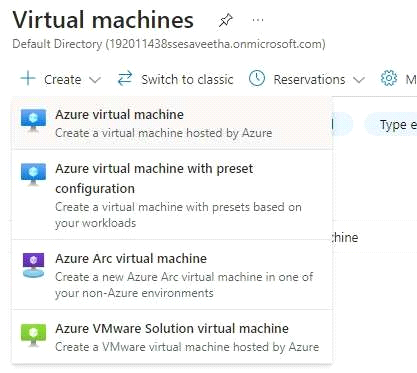 Virtual machines
Default Directory (192011438ssesaveetha.onmicrosoft.com)
Create Switch to classic Reservations
Azure virtual machine
Create a virtual machine hosted by Azure
Type e
Azure virtual machine with preset
configuration
Create a virtual machine with presets based on
your workloads
Azure Arc virtual machine
Create a new Azure Arc virtual machine in one of
your non-Azure environments
Azure VMware Solution virtual machine
Create a VMware virtual machine hosted by Azure